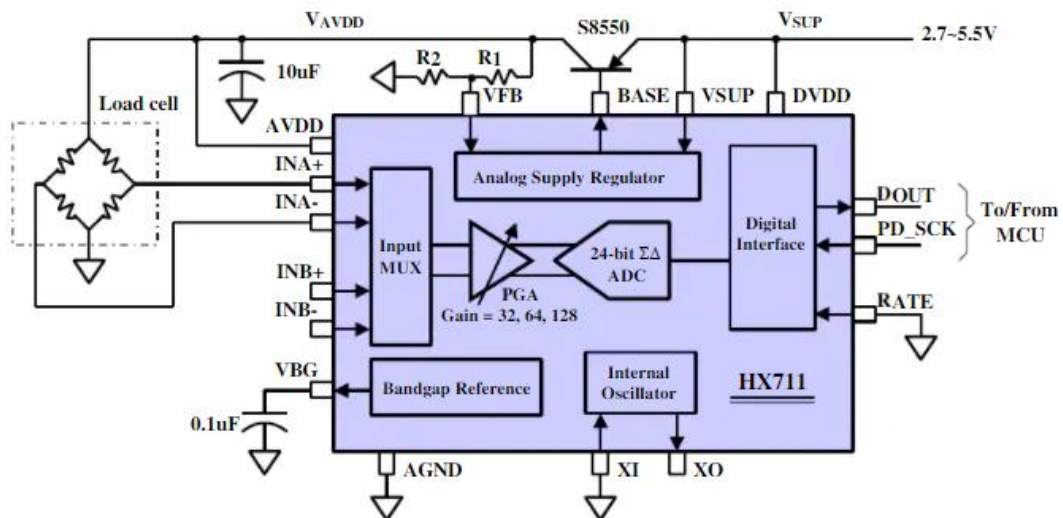 VAVDD
S8550
VSUP
2.7~5.5V
R2
R1
10uF
VFB
BASE
VSUP
DVDD
Load cell
AVDD
INA+
INA-
Analog Supply Regulator
Input
MUX
24-bit ΣΔ
ADC
Digital
Interface
DOUT
PD_SCK
To/From
MCU
INB+
INB-
PGA
Gain = 32, 64, 128
RATE
VBG
Bandgap Reference
Internal
Oscillator
HX711
0.1uF
AGND
XI
XO